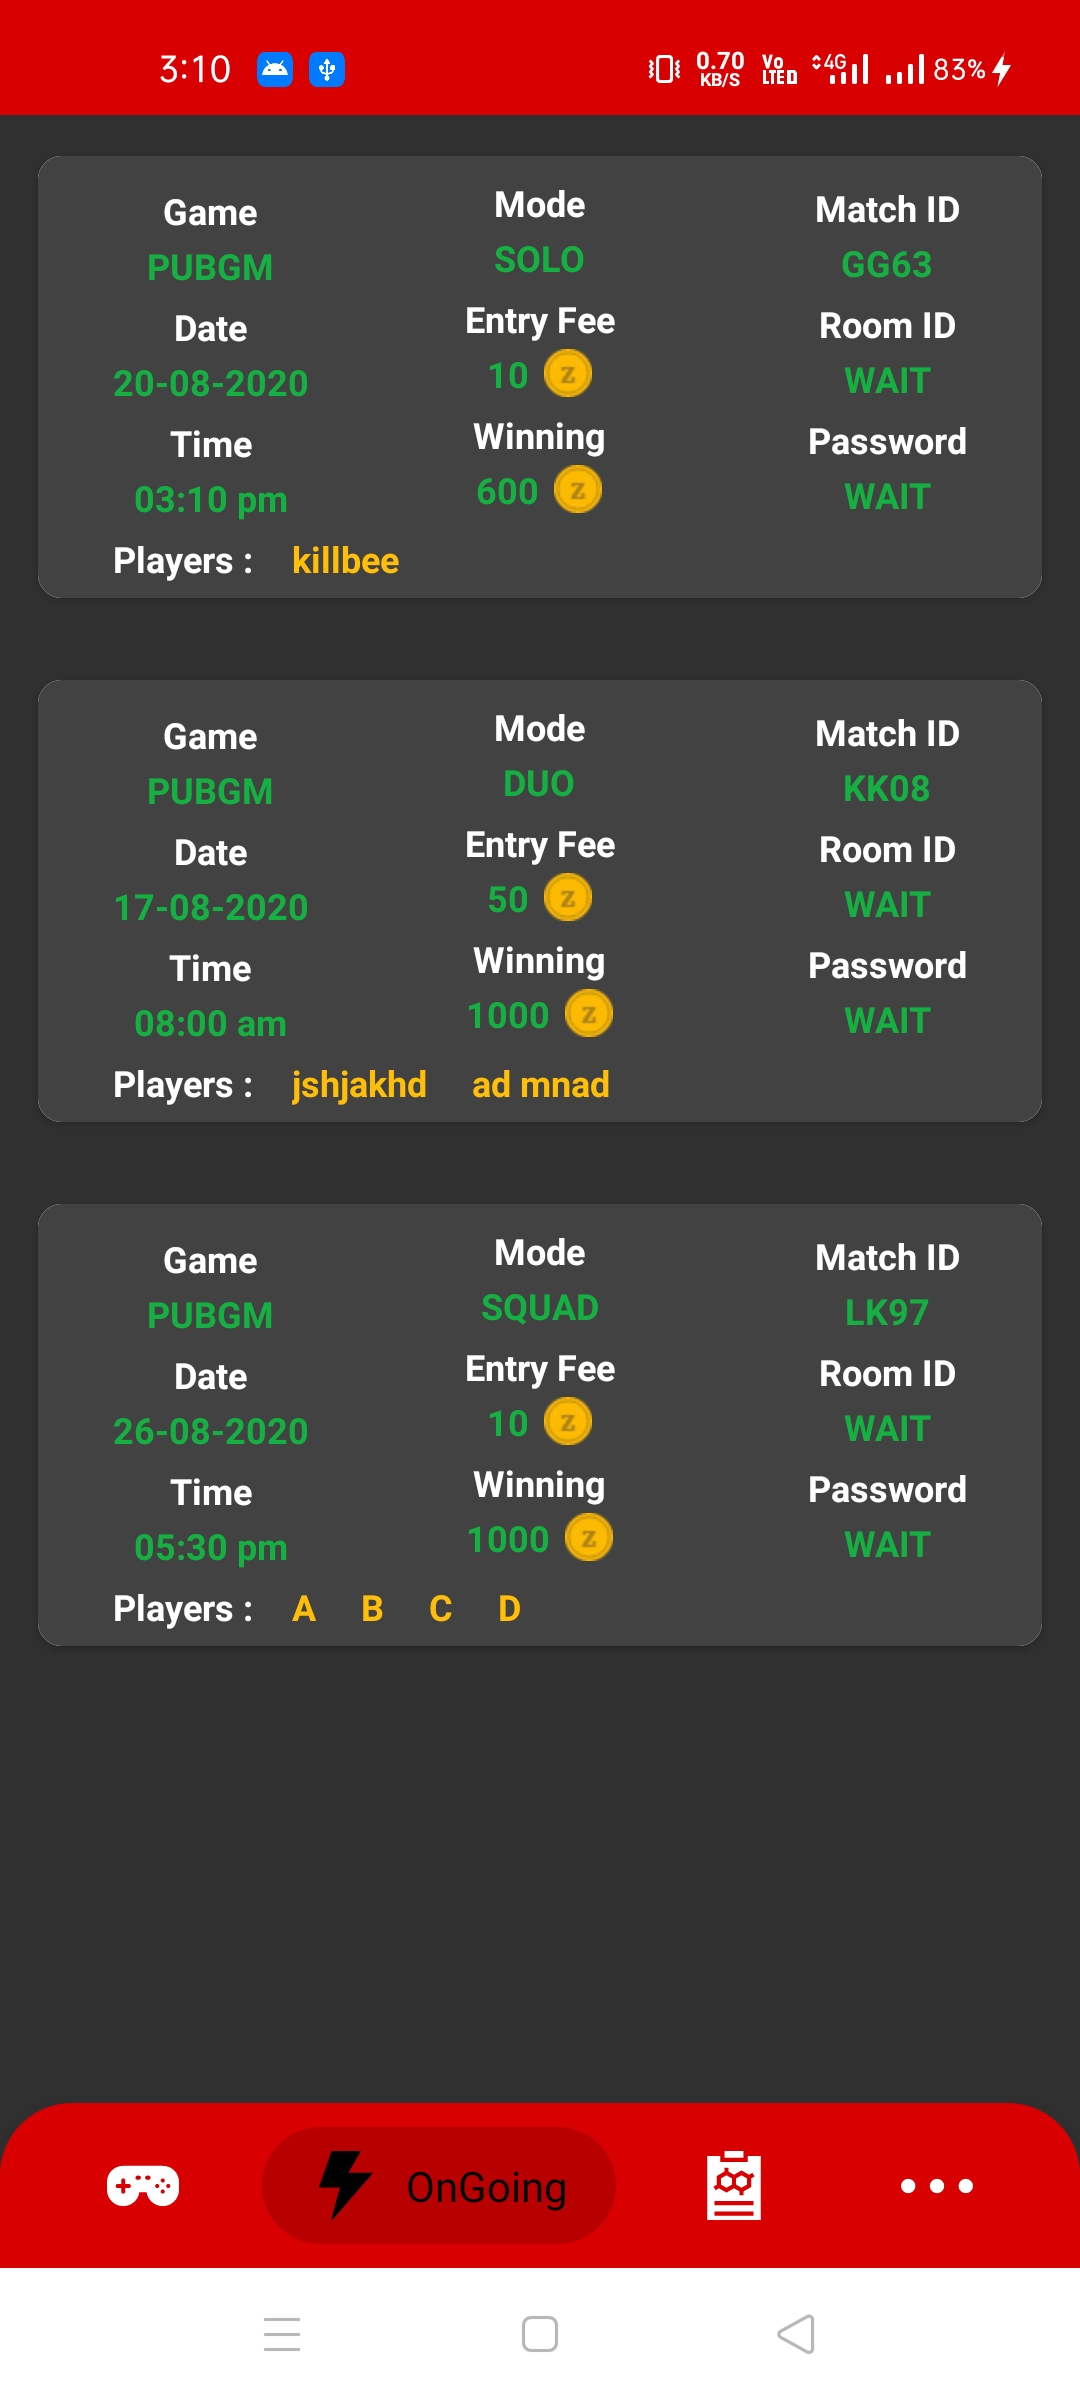 3:10 0.70 KB/S Vo LTE 4G 83%
Game Mode Match ID
PUBGM SOLO GG63
Date Entry Fee Room ID
20-08-2020 10 Z WAIT
Time Winning Password
03:10 pm 600 Z WAIT
Players : killbee
Game Mode Match ID
PUBGM DUO KK08
Date Entry Fee Room ID
17-08-2020 50 Z WAIT
Time Winning Password
08:00 am 1000 Z WAIT
Players : jshjakhd ad mnad
Game Mode Match ID
PUBGM SQUAD LK97
Date Entry Fee Room ID
26-08-2020 10 Z WAIT
Time Winning Password
05:30 pm 1000 Z WAIT
Players : A B C D
OnGoing